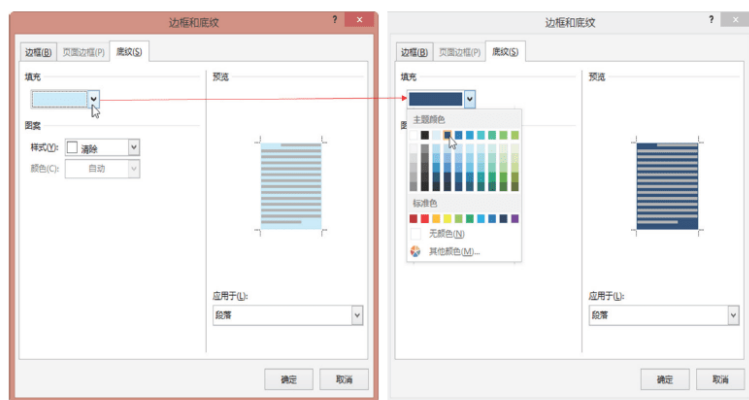 边框和底纹
? ×
边框(B) 页面边框(P) 底纹(S)
填充
图案
样式(Y): 清除
颜色(C): 自动
预览
应用于(L):
段落
确定 取消
边框和底纹
? ×
边框(B) 页面边框(P) 底纹(S)
填充
主题颜色
标准色
无颜色(N)
其他颜色(M)...
预览
应用于(L):
段落
确定 取消